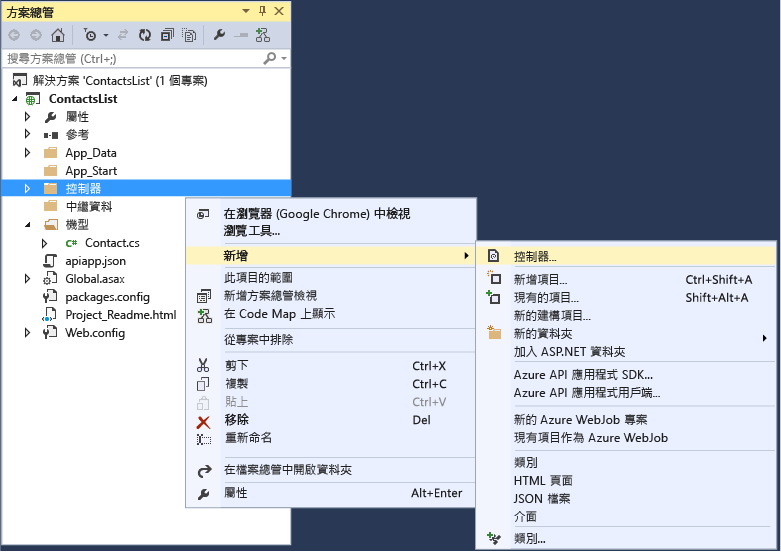 方案總管
搜尋方案總管 (Ctrl+;)
解決方案 'ContactsList' (1 個專案)
ContactsList
屬性
參考
App_Data
App_Start
控制器
中繼資料
機型
C# Contact.cs
apiapp.json
Global.asax
packages.config
Project_Readme.html
Web.config
在瀏覽器 (Google Chrome) 中檢視
瀏覽工具...
新增
此項目的範圍
新增方案總管檢視
在 Code Map 上顯示
從專案中排除
剪下 Ctrl+X
複製 Ctrl+C
貼上 Ctrl+V
移除 Del
重新命名
在檔案總管中開啟資料夾
屬性 Alt+Enter
控制器...
新增項目... Ctrl+Shift+A
現有的項目... Shift+Alt+A
新的建構項目...
新的資料夾
加入 ASP.NET 資料夾
Azure API 應用程式 SDK...
Azure API 應用程式用戶端...
新的 Azure WebJob 專案
現有項目作為 Azure WebJob
類別
HTML 頁面
JSON 檔案
介面
類別...